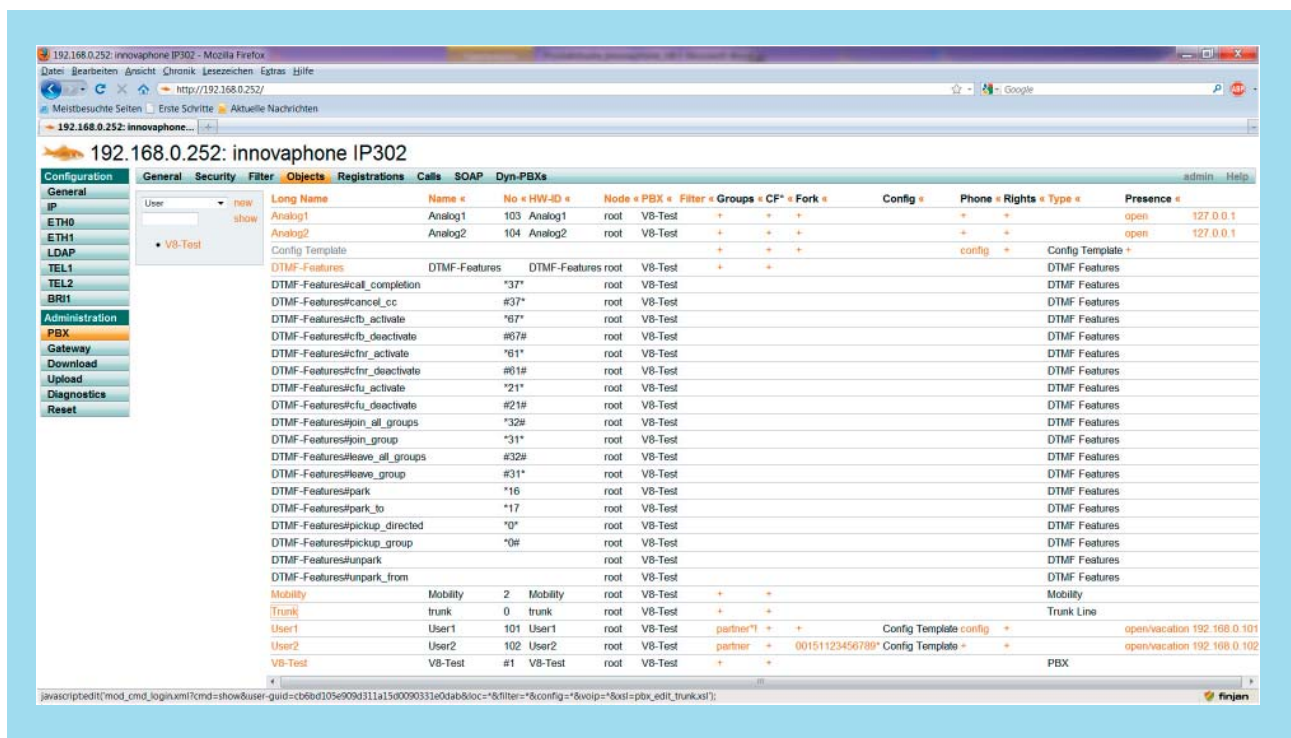 192.168.0.252: innovaphone IP302 - Mozilla Firefox
Datei Bearbeiten Ansicht Chronik Lesezeichen Extras Hilfe
http://192.168.0.252/ Google ABP
Meistbesuchte Seiten Erste Schritte Aktuelle Nachrichten
192.168.0.252: innovaphone...
192.168.0.252: innovaphone IP302
Configuration General Security Filter Objects Registrations Calls SOAP Dyn-PBXs admin Help
General
IP
ETH0
ETH1
LDAP
TEL1
TEL2
BRI1
Administration
PBX
Gateway
Download
Upload
Diagnostics
Reset
User new
show
• V8-Test
Long Name Name « No « HW-ID « Node « PBX « Filter « Groups « CF* « Fork « Config « Phone « Rights « Type « Presence «
Analog1 Analog1 103 Analog1 root V8-Test + + + + + open 127.0.0.1
Analog2 Analog2 104 Analog2 root V8-Test + + + + + open 127.0.0.1
Config Template + + + config + Config Template +
DTMF-Features DTMF-Features DTMF-Features root V8-Test + + DTMF Features
DTMF-Features#call_completion *37* root V8-Test DTMF Features
DTMF-Features#cancel_cc #37* root V8-Test DTMF Features
DTMF-Features#cfb_activate *67* root V8-Test DTMF Features
DTMF-Features#cfb_deactivate #67# root V8-Test DTMF Features
DTMF-Features#cfnr_activate *61* root V8-Test DTMF Features
DTMF-Features#cfnr_deactivate #61# root V8-Test DTMF Features
DTMF-Features#cfu_activate *21* root V8-Test DTMF Features
DTMF-Features#cfu_deactivate #21# root V8-Test DTMF Features
DTMF-Features#join_all_groups *32# root V8-Test DTMF Features
DTMF-Features#join_group *31* root V8-Test DTMF Features
DTMF-Features#leave_all_groups #32# root V8-Test DTMF Features
DTMF-Features#leave_group #31* root V8-Test DTMF Features
DTMF-Features#park *16 root V8-Test DTMF Features
DTMF-Features#park_to *17 root V8-Test DTMF Features
DTMF-Features#pickup_directed *0* root V8-Test DTMF Features
DTMF-Features#pickup_group *0# root V8-Test DTMF Features
DTMF-Features#unpark root V8-Test DTMF Features
DTMF-Features#unpark_from root V8-Test DTMF Features
Mobility Mobility 2 Mobility root V8-Test + + Mobility
Trunk trunk 0 trunk root V8-Test + + Trunk Line
User1 User1 101 User1 root V8-Test partner*! + + Config Template config + open/vacation 192.168.0.101
User2 User2 102 User2 root V8-Test partner + 00151123456789* Config Template + + open/vacation 192.168.0.102
V8-Test V8-Test #1 V8-Test root V8-Test + + PBX
javascript:edit('mod_cmd_login.xml?cmd=show&user-guid=cb6bd105e909d311a15d0090331e0dab&loc=*&filter=*&config=*&voip=*&xsl=pbx_edit_trunk.xsl'); finjan